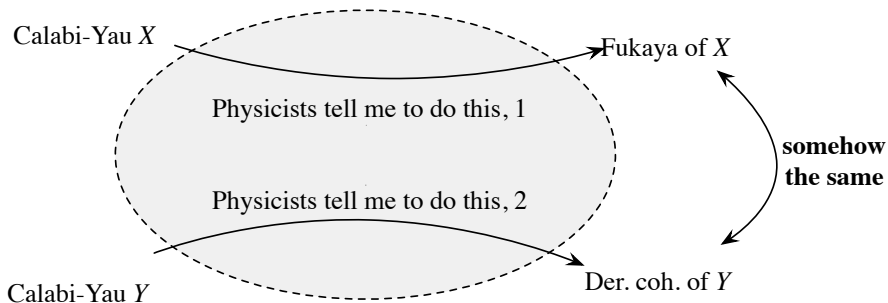 Calabi-Yau X
Fukaya of X
Physicists tell me to do this, 1
somehow
the same
Physicists tell me to do this, 2
Calabi-Yau Y
Der. coh. of Y